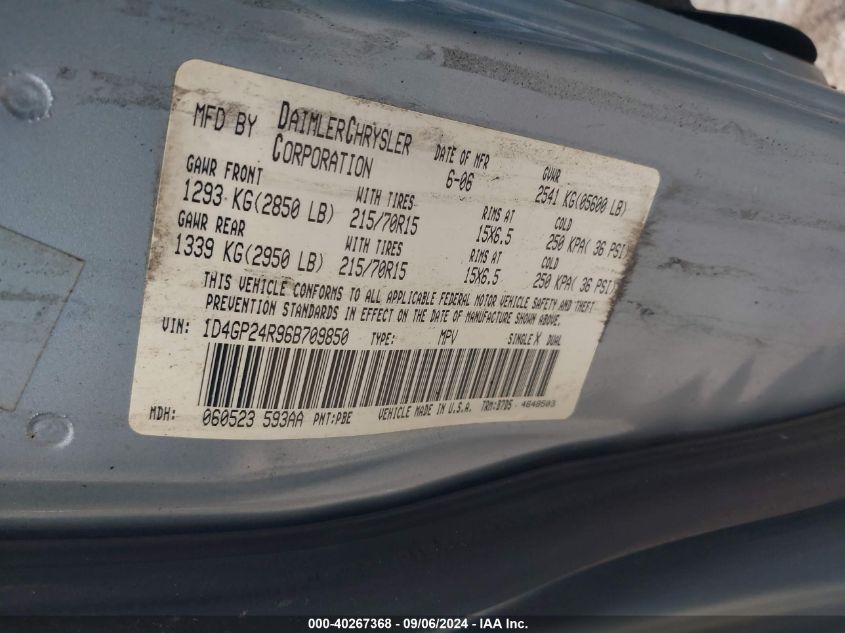 MFD BY DAIMLERCHRYSLER CORPORATION DATE OF MFR 6-06 GVWR 2541 KG(05600 LB)
GAWR FRONT
1293 KG(2850 LB) WITH TIRES 215/70R15 RIMS AT 15X6.5 COLD 250 KPA( 36 PSI)
GAWR REAR
1339 KG(2950 LB) WITH TIRES 215/70R15 RIMS AT 15X6.5 COLD 250 KPA( 36 PSI)
THIS VEHICLE CONFORMS TO ALL APPLICABLE FEDERAL MOTOR VEHICLE SAFETY AND THEFT
PREVENTION STANDARDS IN EFFECT ON THE DATE OF MANUFACTURE SHOWN ABOVE.
VIN: 1D4GP24R96B709850 TYPE: MPV SINGLE X DUAL
MDH: 060523 593AA PNT:PBE VEHICLE MADE IN U.S.A. TRM:B7D5 - 4648503
000-40267368 - 09/06/2024 - IAA Inc.